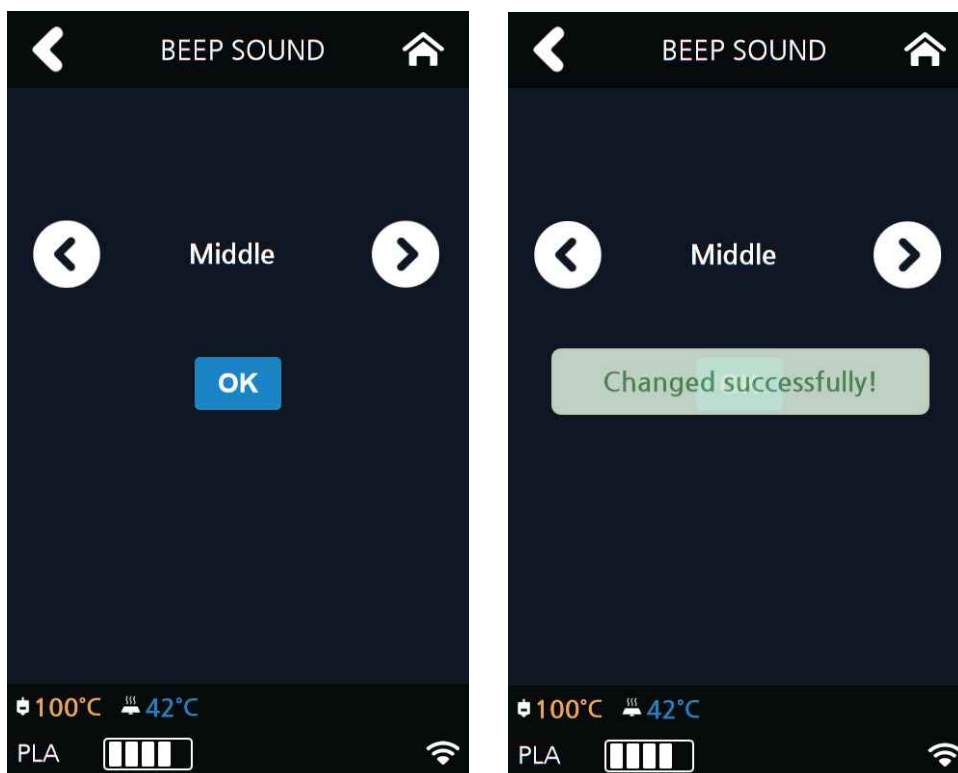 BEEP SOUND
Middle
OK
100°C 42°C
PLA
BEEP SOUND
Middle
Changed successfully!
100°C 42°C
PLA